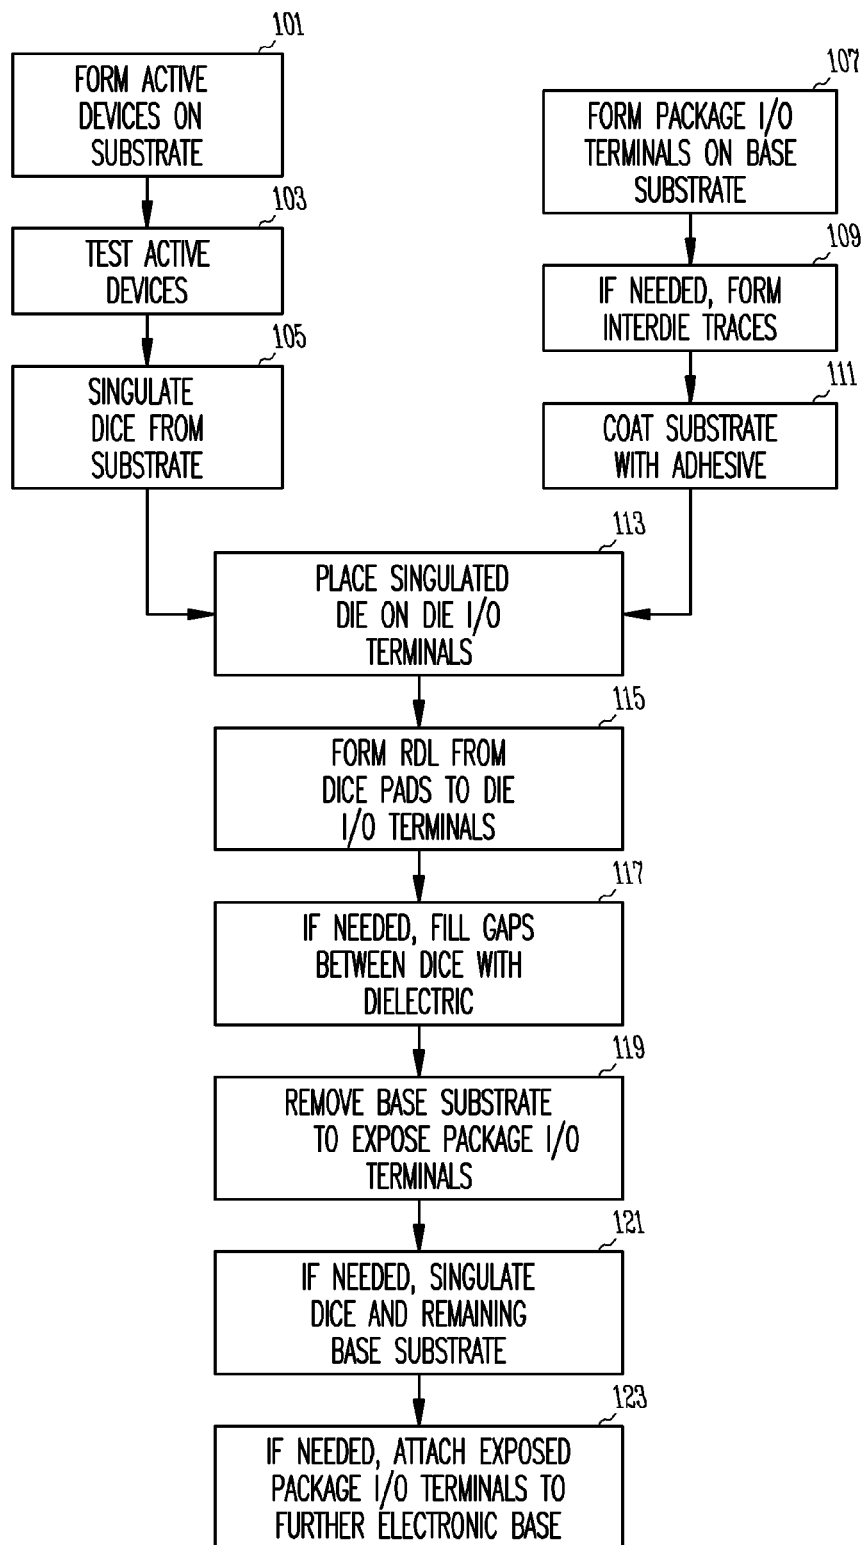 101
FORM ACTIVE
DEVICES ON
SUBSTRATE
103
TEST ACTIVE
DEVICES
105
SINGULATE
DICE FROM
SUBSTRATE
107
FORM PACKAGE I/O
TERMINALS ON BASE
SUBSTRATE
109
IF NEEDED, FORM
INTERDIE TRACES
111
COAT SUBSTRATE
WITH ADHESIVE
113
PLACE SINGULATED
DIE ON DIE I/O
TERMINALS
115
FORM RDL FROM
DICE PADS TO DIE
I/O TERMINALS
117
IF NEEDED, FILL GAPS
BETWEEN DICE WITH
DIELECTRIC
119
REMOVE BASE SUBSTRATE
TO EXPOSE PACKAGE I/O
TERMINALS
121
IF NEEDED, SINGULATE
DICE AND REMAINING
BASE SUBSTRATE
123
IF NEEDED, ATTACH EXPOSED
PACKAGE I/O TERMINALS TO
FURTHER ELECTRONIC BASE